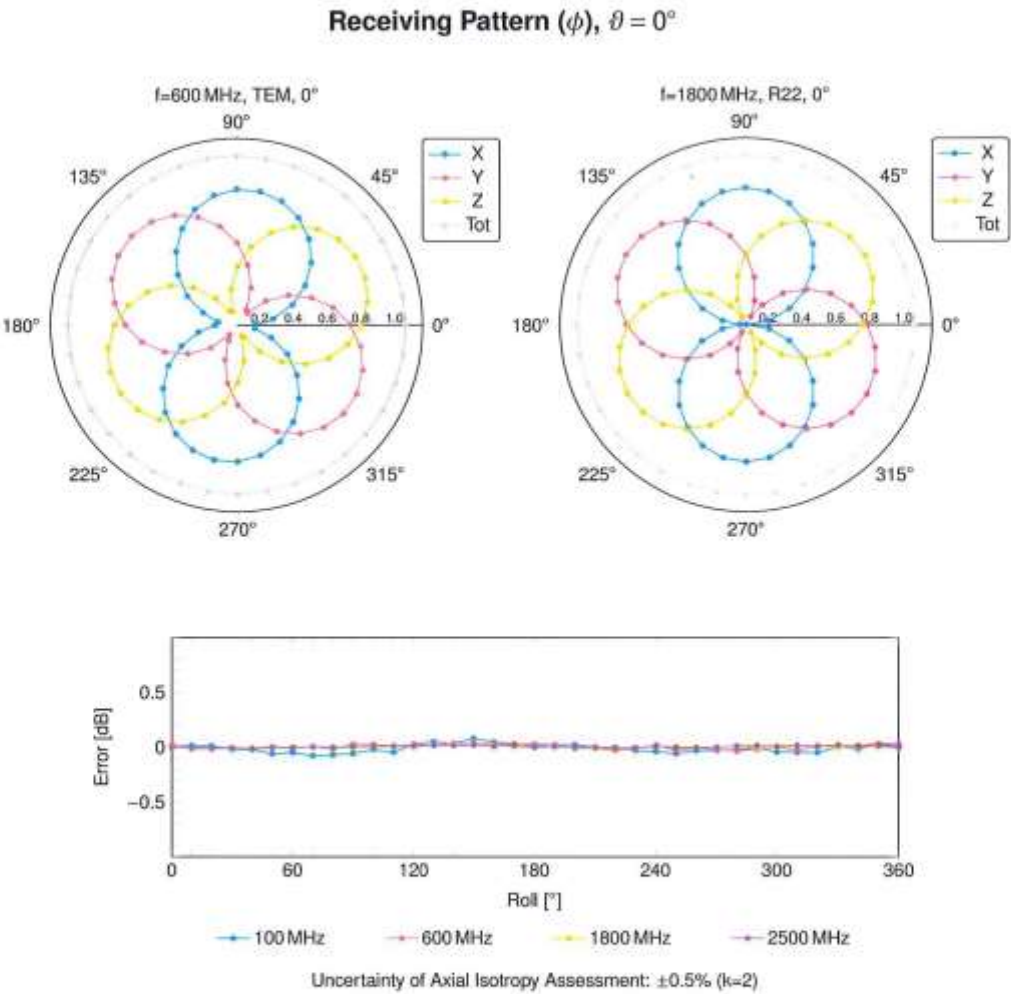 Receiving Pattern (ϕ), ϑ = 0°
f=600 MHz, TEM, 0°
90°
135°
45°
X
Y
Z
Tot
180°
0.2 0.4 0.6 0.8 1.0
0°
225°
315°
270°
f=1800 MHz, R22, 0°
90°
135°
45°
X
Y
Z
Tot
180°
0.2 0.4 0.6 0.8 1.0
0°
225°
315°
270°
Error [dB]
0.5
0
−0.5
0 60 120 180 240 300 360
Roll [°]
100 MHz 600 MHz 1800 MHz 2500 MHz
Uncertainty of Axial Isotropy Assessment: ±0.5% (k=2)